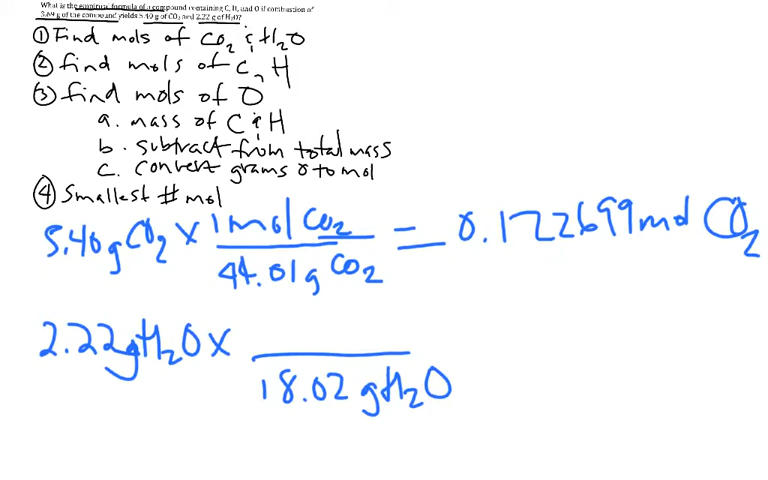 What is the empirical formula of a compound containing C, H, and O if combustion of
3.69 g of the compound yields 5.40 g of CO₂ and 2.22 g of H₂O?
① Find mols of CO₂ & H₂O
② find mols of C, H
③ find mols of O
a. mass of C & H
b. subtract from total mass
c. convert grams O to mol
④ Smallest # mol
5.40g CO₂ × 1 mol CO₂ / 44.01g CO₂ = 0.122699 mol CO₂
2.22g H₂O × / 18.02 g H₂O